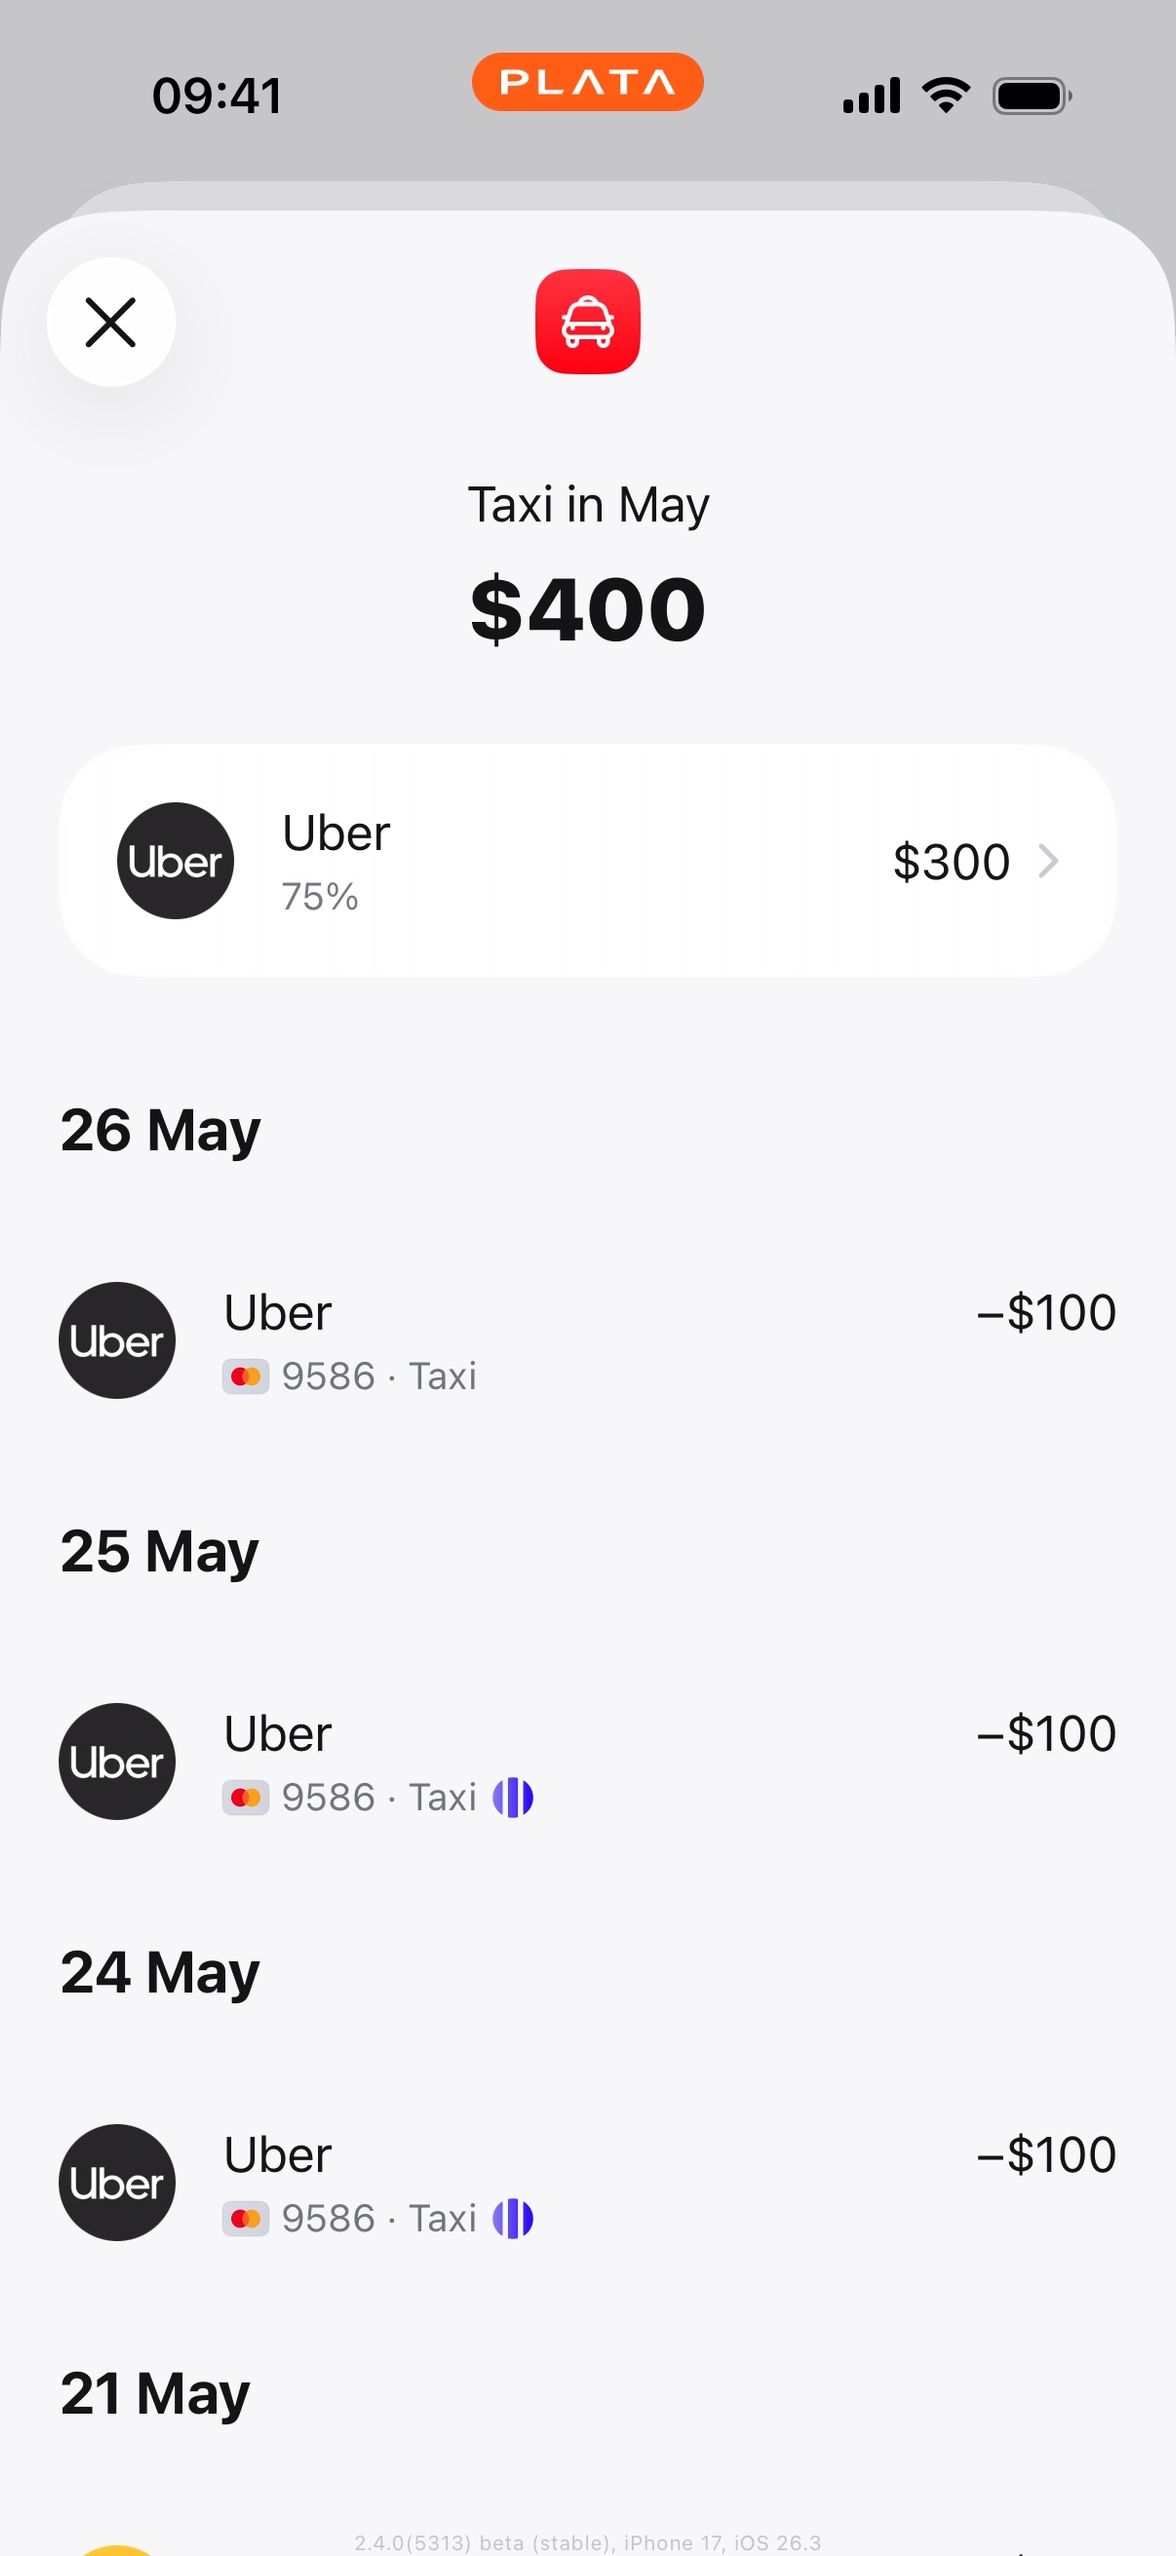 09:41
PLATA
Taxi in May
$400
Uber
Uber
75%
$300
26 May
Uber
Uber
–$100
9586 · Taxi
25 May
Uber
Uber
–$100
9586 · Taxi
24 May
Uber
Uber
–$100
9586 · Taxi
21 May
2.4.0(5313) beta (stable), iPhone 17, iOS 26.3